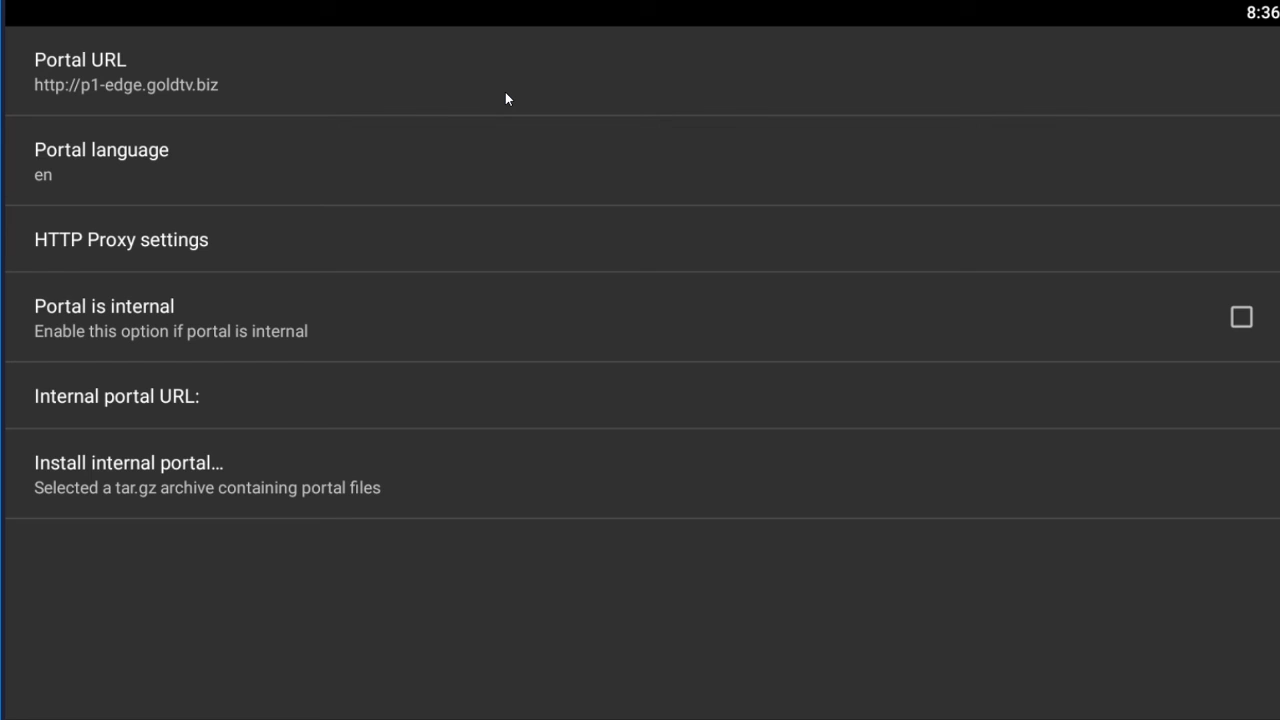 8:36
Portal URL
http://p1-edge.goldtv.biz
Portal language
en
HTTP Proxy settings
Portal is internal
Enable this option if portal is internal
Internal portal URL:
Install internal portal...
Selected a tar.gz archive containing portal files